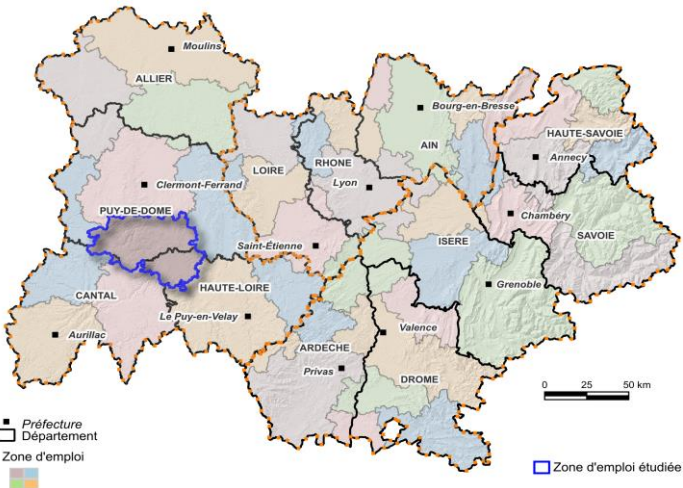 Moulins
ALLIER
Bourg-en-Bresse
AIN
HAUTE-SAVOIE
Annecy
LOIRE
RHONE
Lyon
Clermont-Ferrand
PUY-DE-DOME
Chambéry
SAVOIE
Saint-Étienne
ISERE
Grenoble
CANTAL
HAUTE-LOIRE
Le Puy-en-Velay
Aurillac
Valence
ARDECHE
Privas
DROME
0 25 50 km
Préfecture
Département
Zone d'emploi
Zone d'emploi étudiée